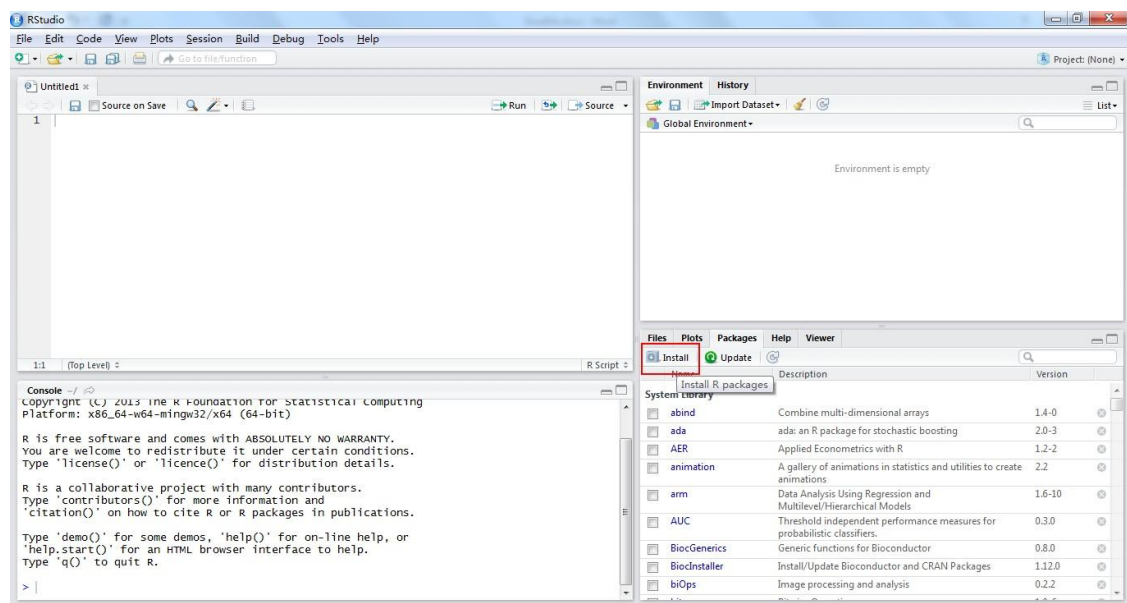 RStudio
File Edit Code View Plots Session Build Debug Tools Help
Go to file/function
Project: (None)
Untitled1
Source on Save
Run
Source
1
1:1 (Top Level)
R Script
Console ~/
Copyright (C) 2013 The R Foundation for Statistical Computing
Platform: x86_64-w64-mingw32/x64 (64-bit)
R is free software and comes with ABSOLUTELY NO WARRANTY.
You are welcome to redistribute it under certain conditions.
Type 'license()' or 'licence()' for distribution details.
R is a collaborative project with many contributors.
Type 'contributors()' for more information and
'citation()' on how to cite R or R packages in publications.
Type 'demo()' for some demos, 'help()' for on-line help, or
'help.start()' for an HTML browser interface to help.
Type 'q()' to quit R.
>
Environment History
Import Dataset
List
Global Environment
Environment is empty
Files Plots Packages Help Viewer
Install Update
Name Description Version
Install R packages
System Library
abind Combine multi-dimensional arrays 1.4-0
ada ada: an R package for stochastic boosting 2.0-3
AER Applied Econometrics with R 1.2-2
animation A gallery of animations in statistics and utilities to create 2.2
animations
arm Data Analysis Using Regression and 1.6-10
Multilevel/Hierarchical Models
AUC Threshold independent performance measures for 0.3.0
probabilistic classifiers.
BiocGenerics Generic functions for Bioconductor 0.8.0
BiocInstaller Install/Update Bioconductor and CRAN Packages 1.12.0
biOps Image processing and analysis 0.2.2